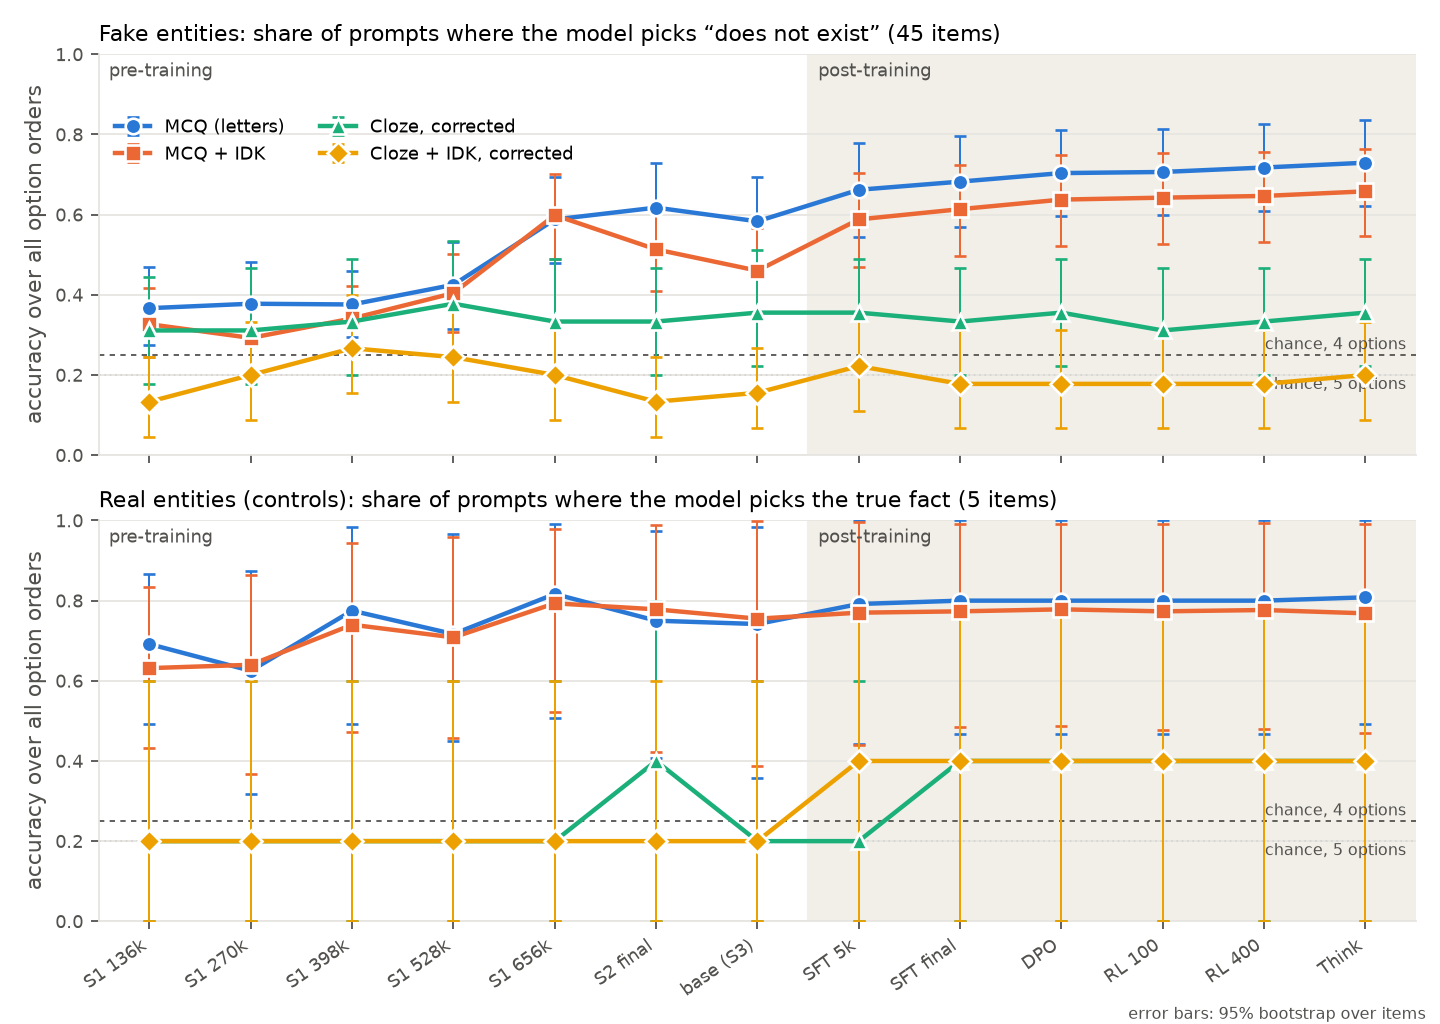 Fake entities: share of prompts where the model picks “does not exist” (45 items)
accuracy over all option orders
1.0
0.8
0.6
0.4
0.2
0.0
pre-training
post-training
MCQ (letters)
MCQ + IDK
Cloze, corrected
Cloze + IDK, corrected
chance, 4 options
chance, 5 options
Real entities (controls): share of prompts where the model picks the true fact (5 items)
accuracy over all option orders
1.0
0.8
0.6
0.4
0.2
0.0
pre-training
post-training
chance, 4 options
chance, 5 options
S1 136k
S1 270k
S1 398k
S1 528k
S1 656k
S2 final
base (S3)
SFT 5k
SFT final
DPO
RL 100
RL 400
Think
error bars: 95% bootstrap over items